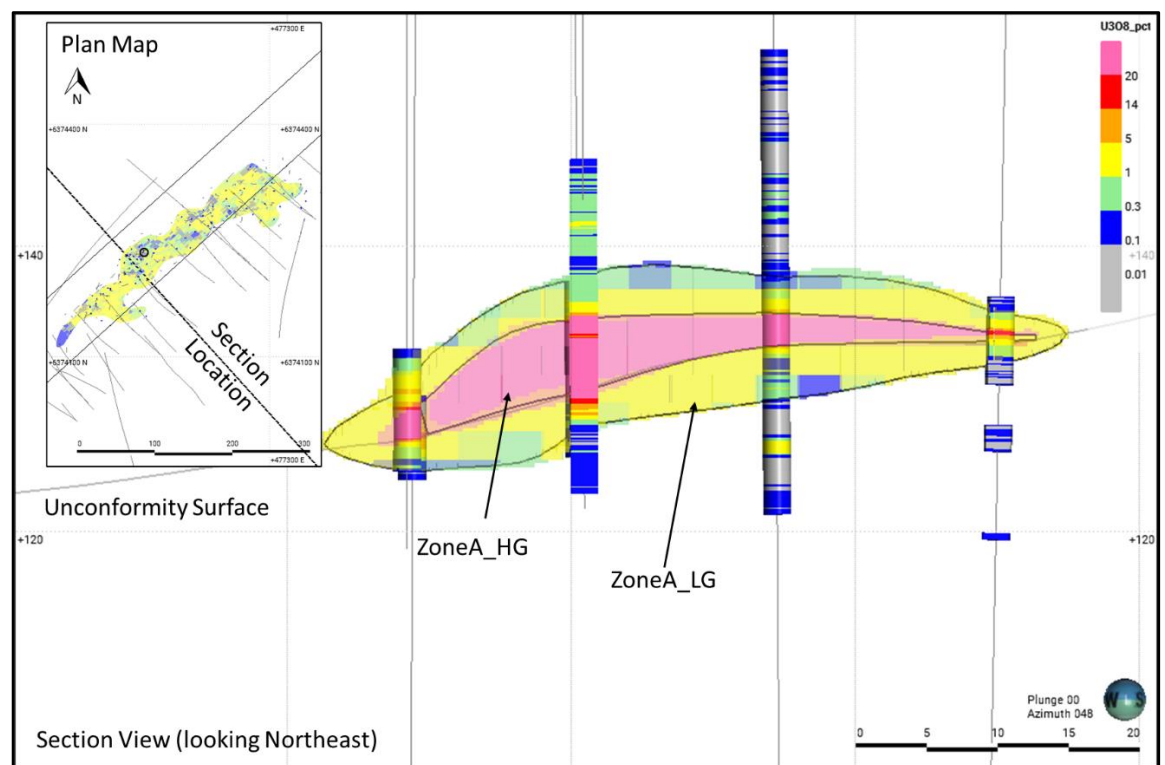 Plan Map
N
+477300 E
+6374400 N
+6374400 N
+6374100 N
+6374100 N
Section
Location
0 100 200 300
+477300 E
U3O8_pct
20
14
5
1
0.3
0.1
0.01
+140
+140
Unconformity Surface
+120
+120
ZoneA_HG
ZoneA_LG
Plunge 00
Azimuth 048
W S
0 5 10 15 20
Section View (looking Northeast)